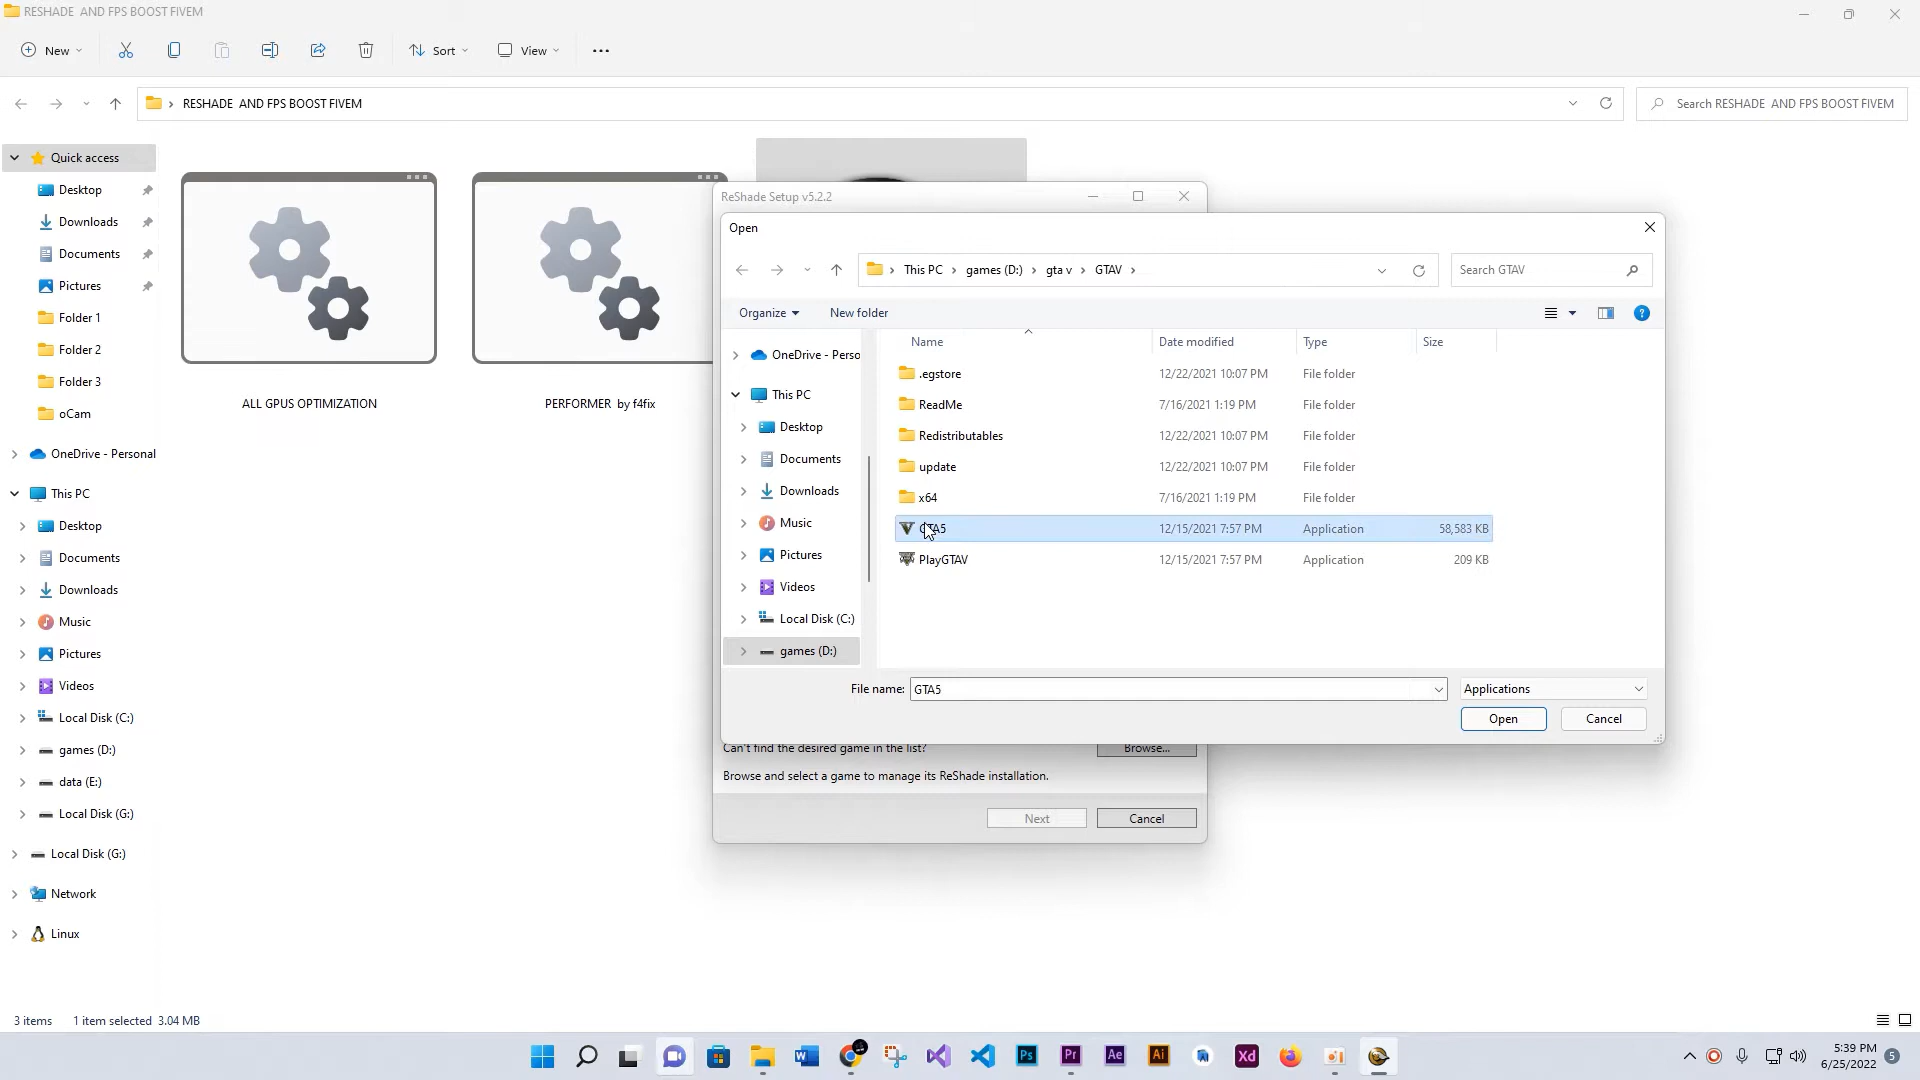 RESHADE  AND FPS BOOST FIVEM
New
Sort
View
RESHADE  AND FPS BOOST FIVEM
Search RESHADE  AND FPS BOOST FIVEM
Quick access
Desktop
Downloads
Documents
Pictures
Folder 1
Folder 2
Folder 3
oCam
OneDrive - Personal
This PC
Desktop
Documents
Downloads
Music
Pictures
Videos
Local Disk (C:)
games (D:)
data (E:)
Local Disk (G:)
Local Disk (G:)
Network
Linux
ALL GPUS OPTIMIZATION
PERFORMER  by f4fix
ReShade Setup v5.2.2
Open
This PC
games (D:)
gta v
GTAV
Search GTAV
Organize
New folder
OneDrive - Perso
This PC
Desktop
Documents
Downloads
Music
Pictures
Videos
Local Disk (C:)
games (D:)
Name Date modified Type Size
.egstore 12/22/2021 10:07 PM File folder
ReadMe 7/16/2021 1:19 PM File folder
Redistributables 12/22/2021 10:07 PM File folder
update 12/22/2021 10:07 PM File folder
x64 7/16/2021 1:19 PM File folder
GTA5 12/15/2021 7:57 PM Application 58,583 KB
PlayGTAV 12/15/2021 7:57 PM Application 209 KB
File name: GTA5 Applications
Open Cancel
Can't find the desired game in the list? Browse...
Browse and select a game to manage its ReShade installation.
Next Cancel
3 items 1 item selected 3.04 MB
W
Ps
Pr
Ae
Ai
Xd
5:39 PM
6/25/2022
5